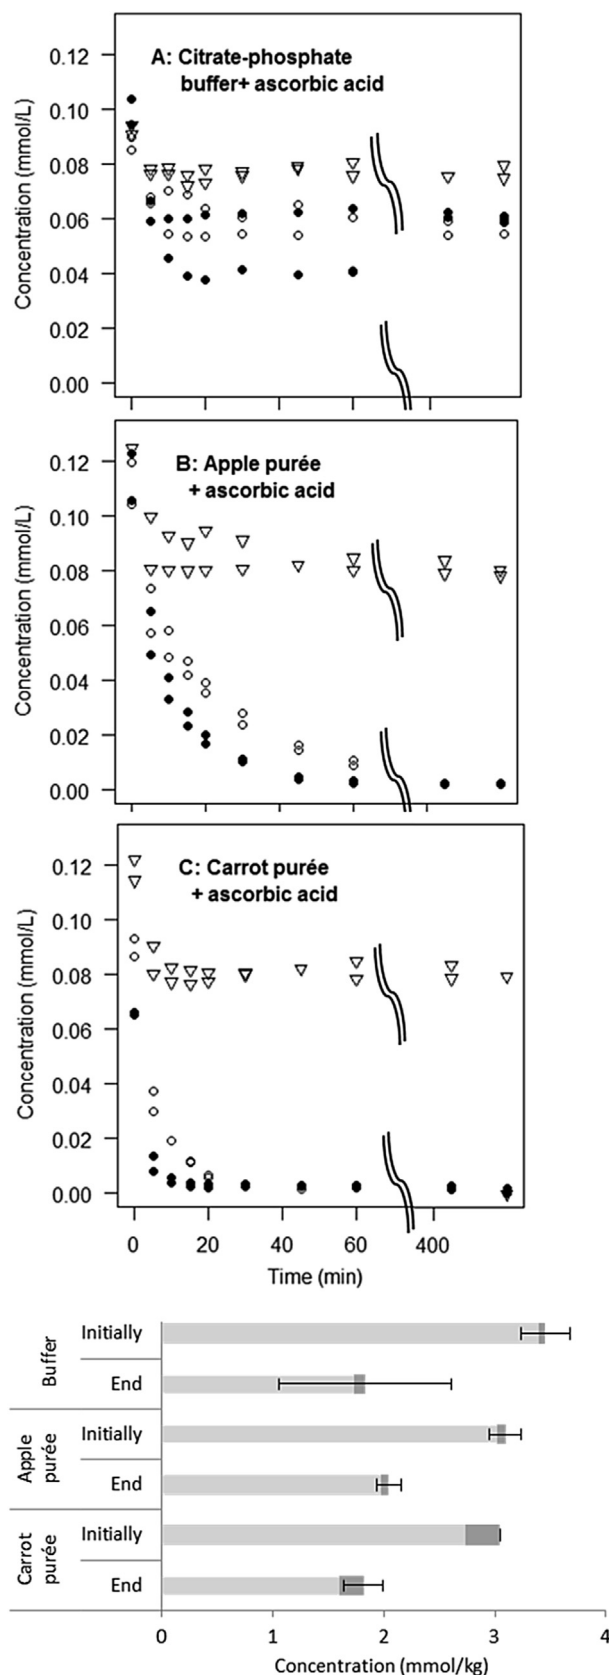 A: Citrate-phosphate
buffer+ ascorbic acid
Concentration (mmol/L)
0.12
0.10
0.08
0.06
0.04
0.02
0.00
B: Apple purée
+ ascorbic acid
Concentration (mmol/L)
0.12
0.10
0.08
0.06
0.04
0.02
0.00
C: Carrot purée
+ ascorbic acid
Concentration (mmol/L)
0.12
0.10
0.08
0.06
0.04
0.02
0.00
0 20 40 60 400
Time (min)
Buffer
Initially
End
Apple
purée
Initially
End
Carrot
purée
Initially
End
0 1 2 3 4
Concentration (mmol/kg)